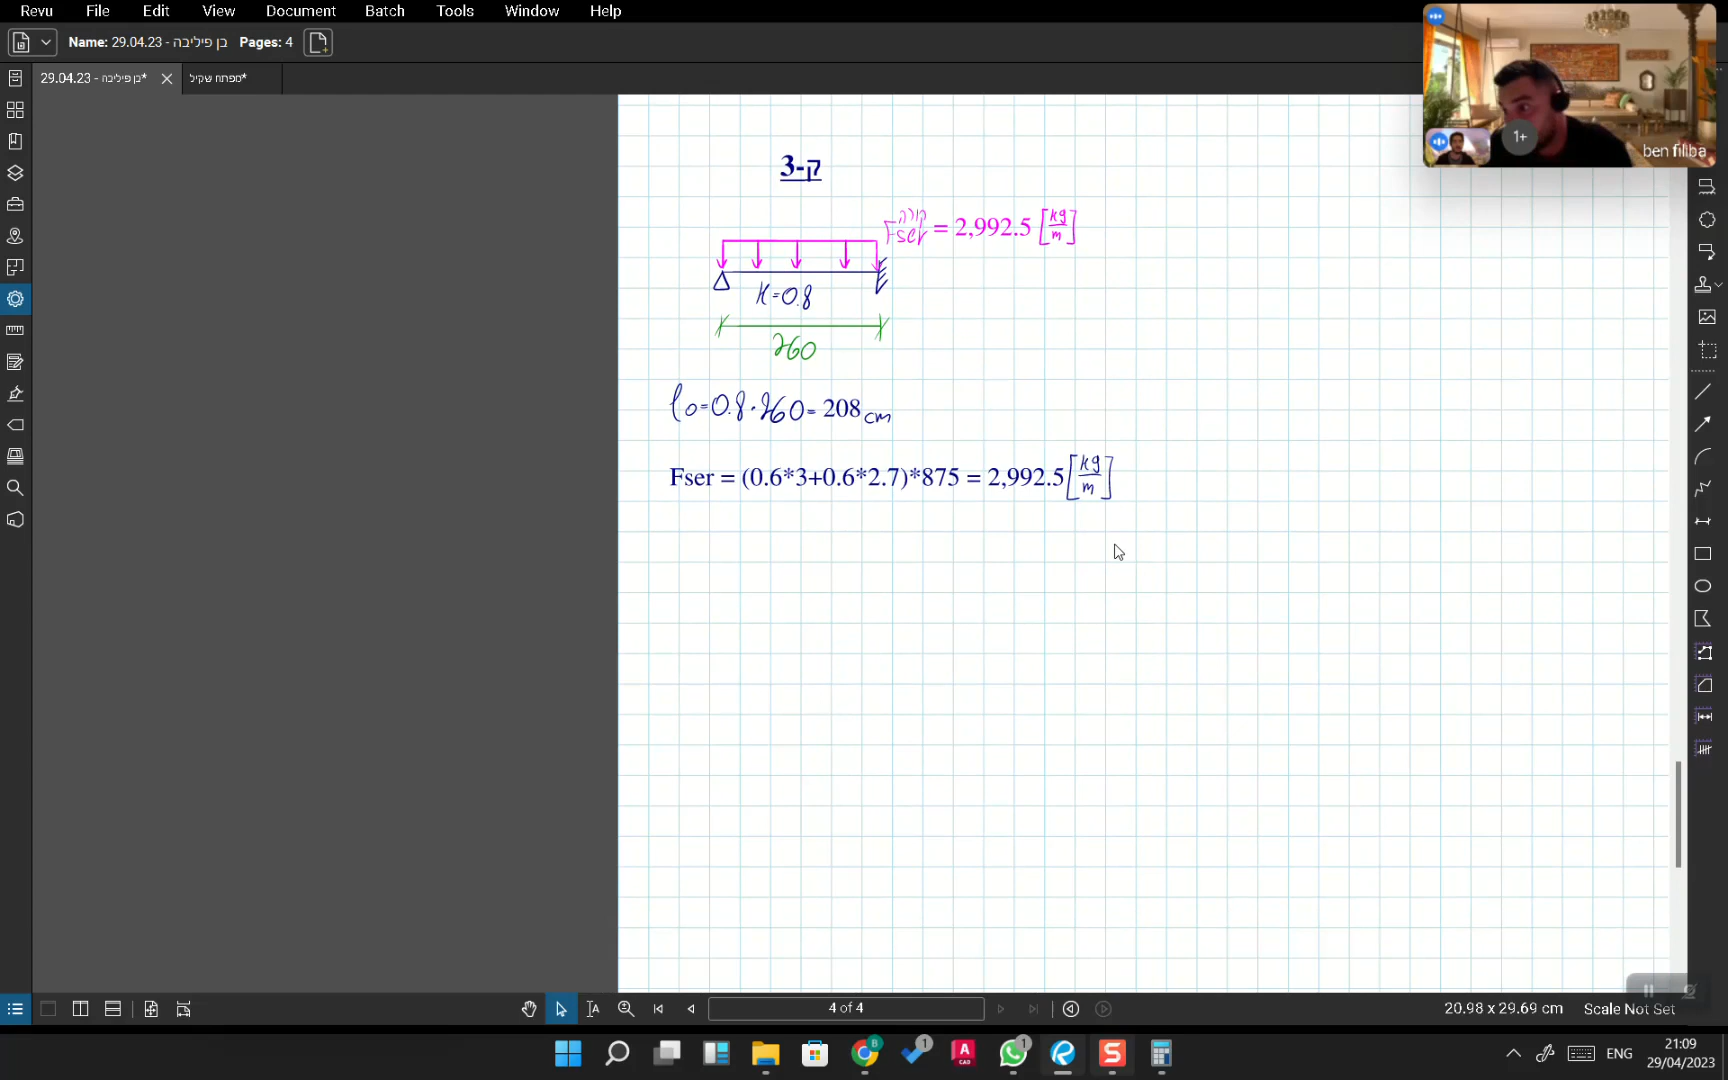 Revu File Edit View Document Batch Tools Window Help
Name: 29.04.23 - בן פיליבה Pages: 4
29.04.23 - בן פיליבה* מפתח שקיל*
1+
ben filiba
ק-3
קורה
Fser = 2,992.5 [kg/m]
K=0.8
260
l0=0.8·260= 208 cm
Fser = (0.6*3+0.6*2.7)*875 = 2,992.5[kg/m]
4 of 4
20.98 x 29.69 cm Scale Not Set
B 1 1
ENG
21:09
29/04/2023